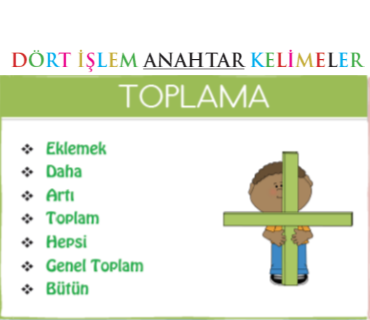 DÖRT İŞLEM ANAHTAR KELİMELER
TOPLAMA
Eklemek
Daha
Artı
Toplam
Hepsi
Genel Toplam
Bütün